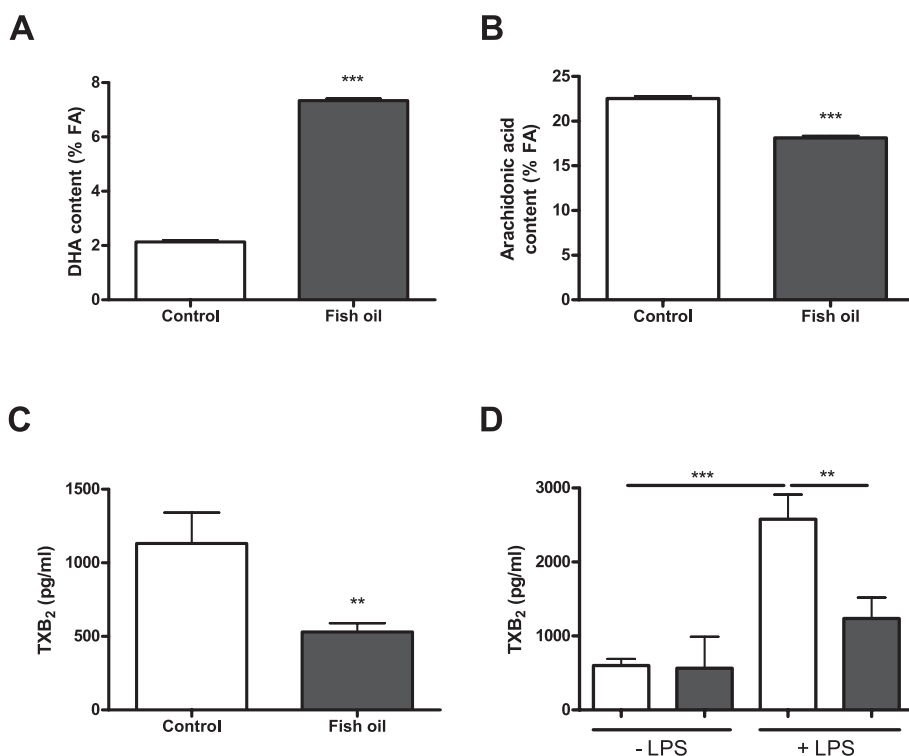 A
DHA content (% FA)
8
6
4
2
0
***
Control
Fish oil
B
Arachidonic acid
content (% FA)
25
20
15
10
5
0
***
Control
Fish oil
C
TXB2 (pg/ml)
1500
1000
500
0
**
Control
Fish oil
D
TXB2 (pg/ml)
3000
2000
1000
0
***
**
- LPS
+ LPS